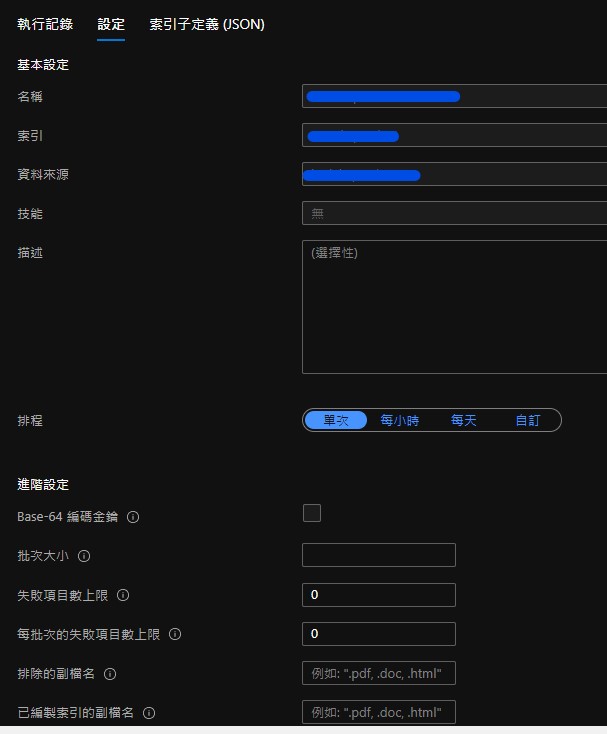 執行記錄 設定 索引子定義 (JSON)
基本設定
名稱
索引
資料來源
技能 無
描述 (選擇性)
排程 單次 每小時 每天 自訂
進階設定
Base-64 編碼金鑰
批次大小
失敗項目數上限 0
每批次的失敗項目數上限 0
排除的副檔名 例如: ".pdf, .doc, .html"
已編製索引的副檔名 例如: ".pdf, .doc, .html"